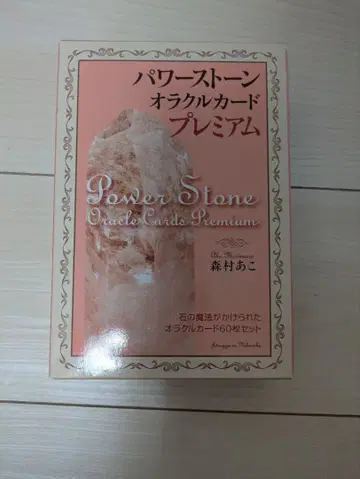 パワーストーン
オラクルカード
プレミアム
Power Stone
Oracle Cards Premium
森村あこ
石の魔法がかけられた
オラクルカード60枚セット